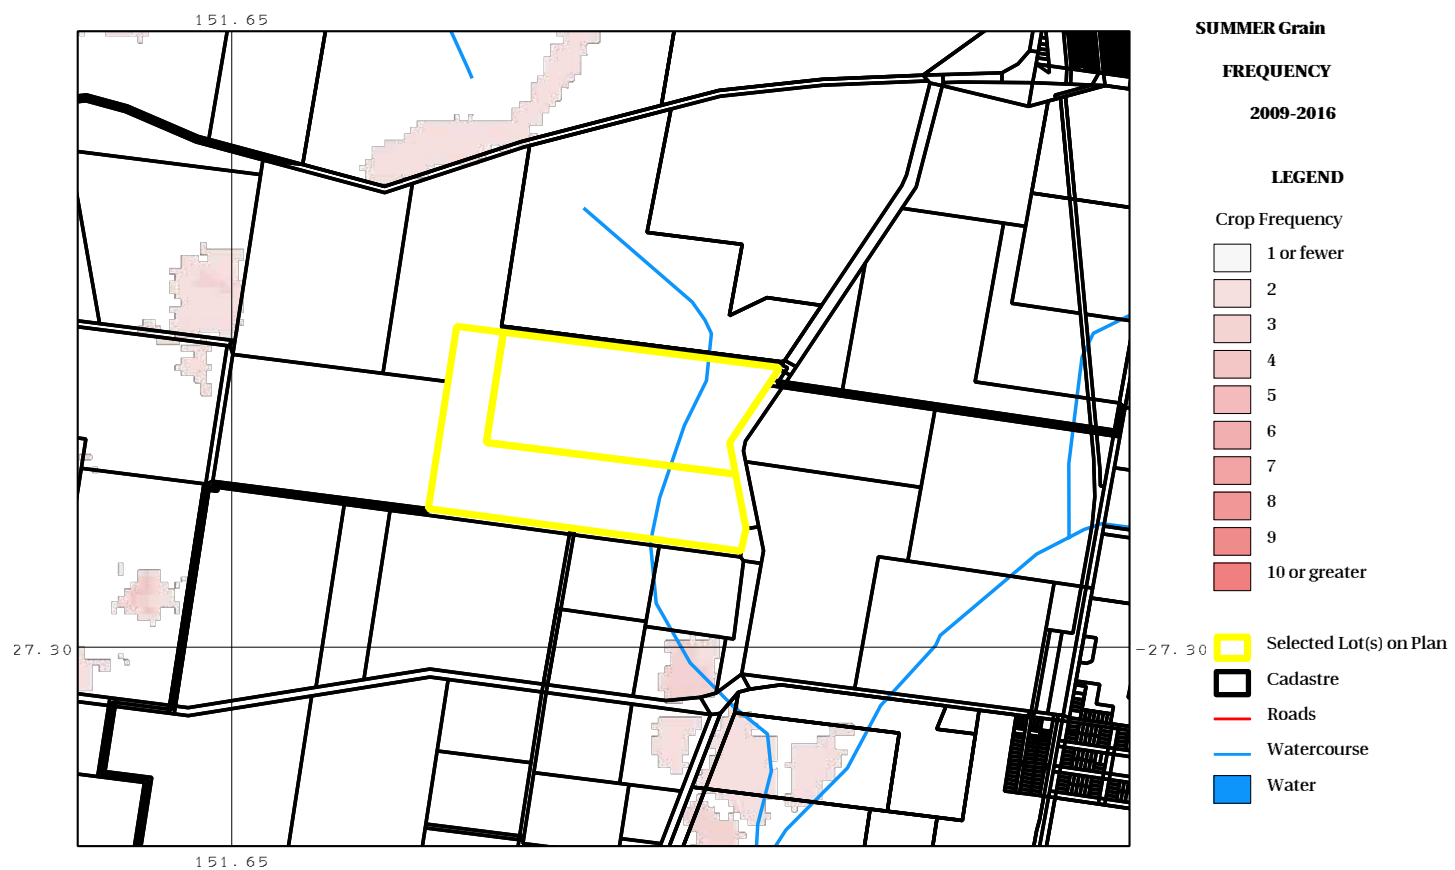 151.65
SUMMER Grain
FREQUENCY
2009-2016
LEGEND
Crop Frequency
1 or fewer
2
3
4
5
6
7
8
9
10 or greater
27.30
-27.30
Selected Lot(s) on Plan
Cadastre
Roads
Watercourse
Water
151.65